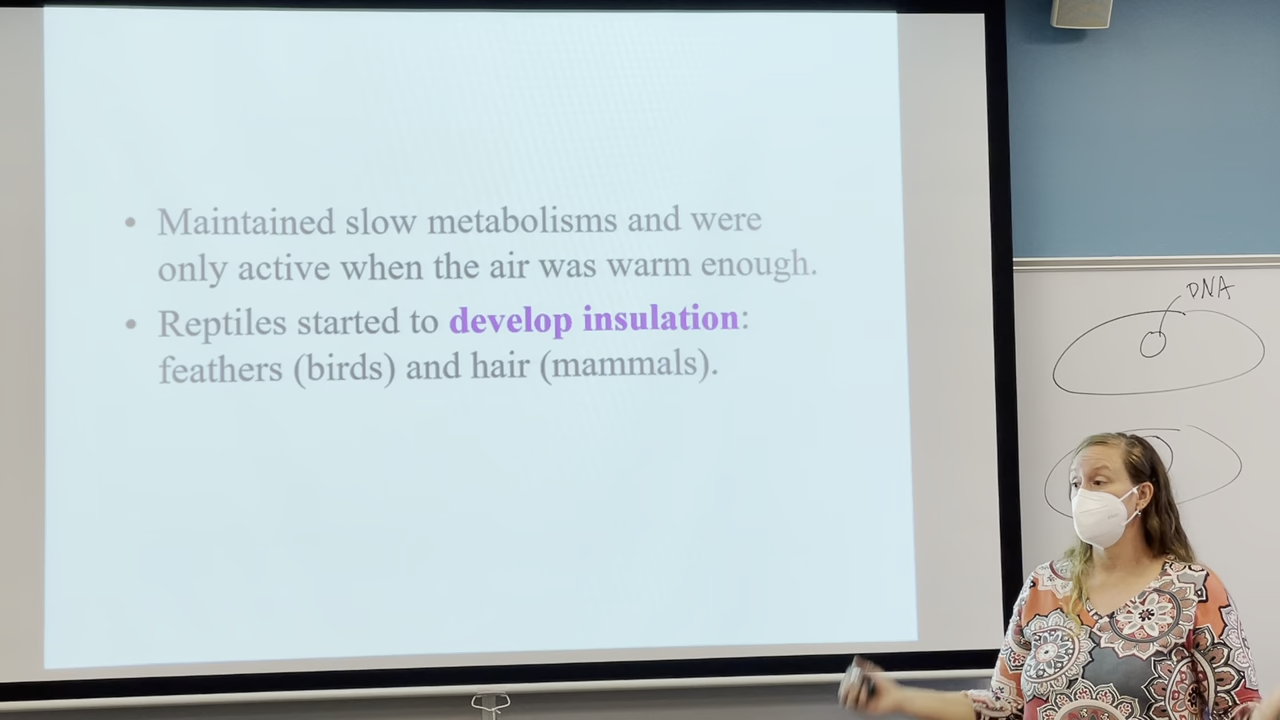 • Maintained slow metabolisms and were
only active when the air was warm enough.
• Reptiles started to develop insulation:
feathers (birds) and hair (mammals).
DNA